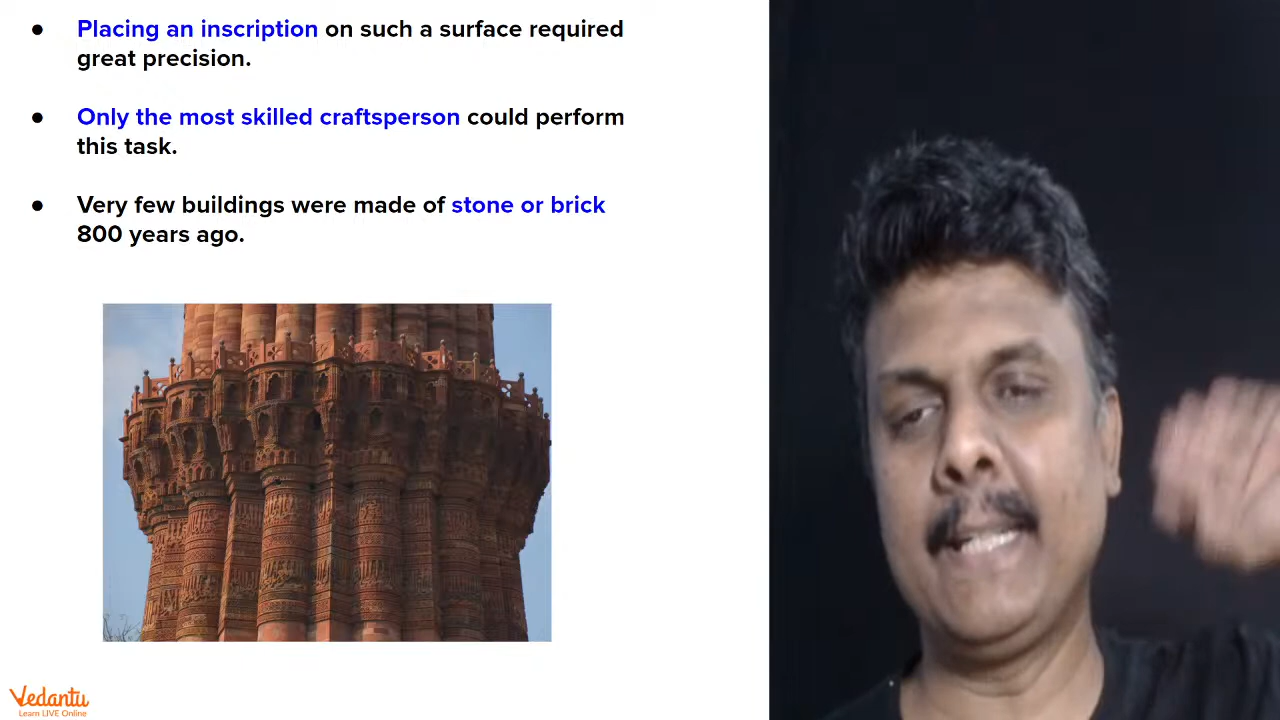 Placing an inscription on such a surface required
great precision.
Only the most skilled craftsperson could perform
this task.
Very few buildings were made of stone or brick
800 years ago.
Vedantu
Learn LIVE Online